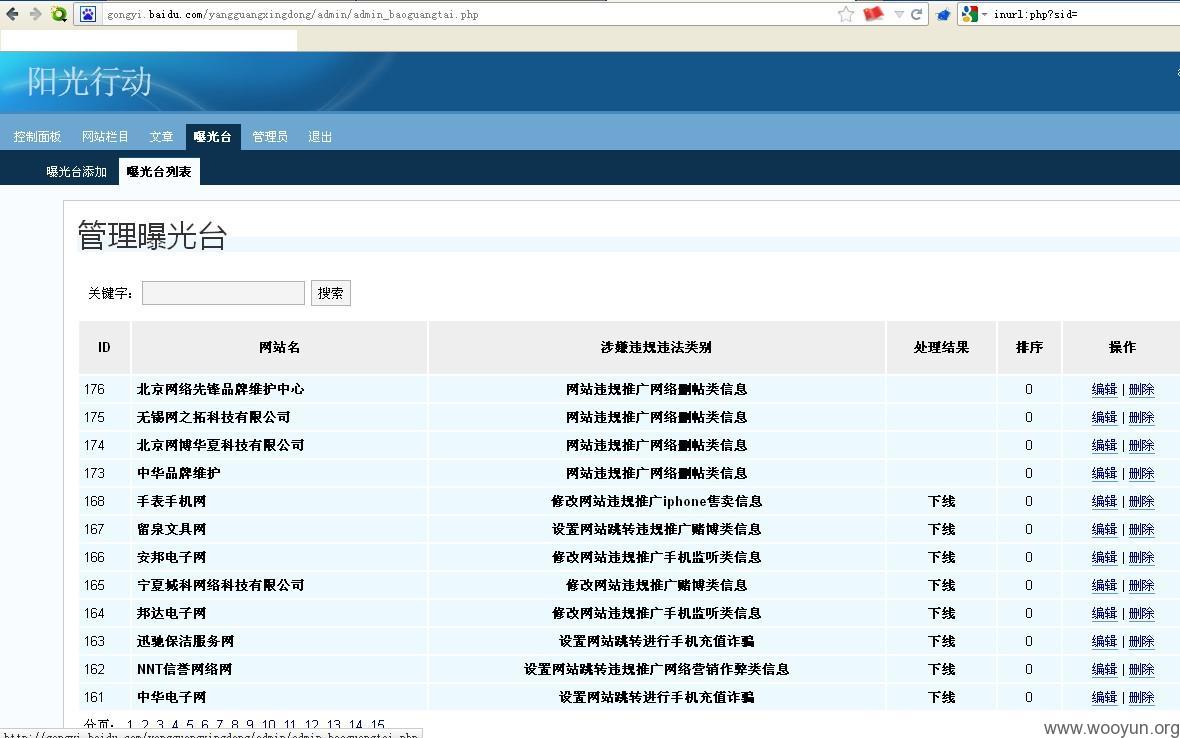 gongyi.baidu.com/yangguangxingdong/admin/admin_baoguangtai.php inurl:php?sid=
阳光行动
控制面板 网站栏目 文章 曝光台 管理员 退出
曝光台添加 曝光台列表
管理曝光台
关键字: 搜索
ID 网站名 涉嫌违规违法类别 处理结果 排序 操作
176 北京网络先锋品牌维护中心 网站违规推广网络删帖类信息 0 编辑 | 删除
175 无锡网之拓科技有限公司 网站违规推广网络删帖类信息 0 编辑 | 删除
174 北京网博华夏科技有限公司 网站违规推广网络删帖类信息 0 编辑 | 删除
173 中华品牌维护 网站违规推广网络删帖类信息 0 编辑 | 删除
168 手表手机网 修改网站违规推广iphone售卖信息 下线 0 编辑 | 删除
167 留泉文具网 设置网站跳转违规推广赌博类信息 下线 0 编辑 | 删除
166 安邦电子网 修改网站违规推广手机监听类信息 下线 0 编辑 | 删除
165 宁夏域科网络科技有限公司 修改网站违规推广赌博类信息 下线 0 编辑 | 删除
164 邦达电子网 修改网站违规推广手机监听类信息 下线 0 编辑 | 删除
163 迅驰保洁服务网 设置网站跳转进行手机充值诈骗 下线 0 编辑 | 删除
162 NNT信誉网络网 设置网站跳转违规推广网络营销作弊类信息 下线 0 编辑 | 删除
161 中华电子网 设置网站跳转进行手机充值诈骗 下线 0 编辑 | 删除
分页: 1 2 3 4 5 6 7 8 9 10 11 12 13 14 15
http://gongyi.baidu.com/yangguangxingdong/admin/admin_baoguangtai.php
www.wooyun.org